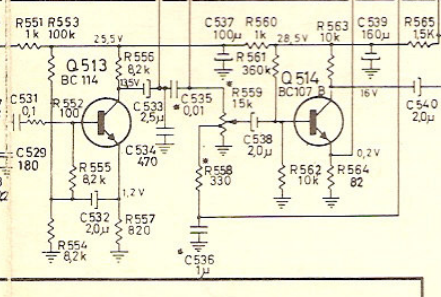 R551 R553
1k 100k
25,5V
Q513
BC 114
R556
8,2k
13,5V
C537
100µ
R560
1k
28,5V
R563
10k
C539
160µ
R565
1,5k
R561
360k
Q514
BC107 B
16V
C540
2,0µ
C531
0,1
R552
100
C533
2,5µ
* C535
0,01
*
R559
15k
C538
2,0µ
C529
180
R555
8,2k
C534
470
*
R558
330
R562
10k
0,2V
R564
82
1,2V
C532
2,0µ
R557
820
R554
8,2k
* C536
1µ